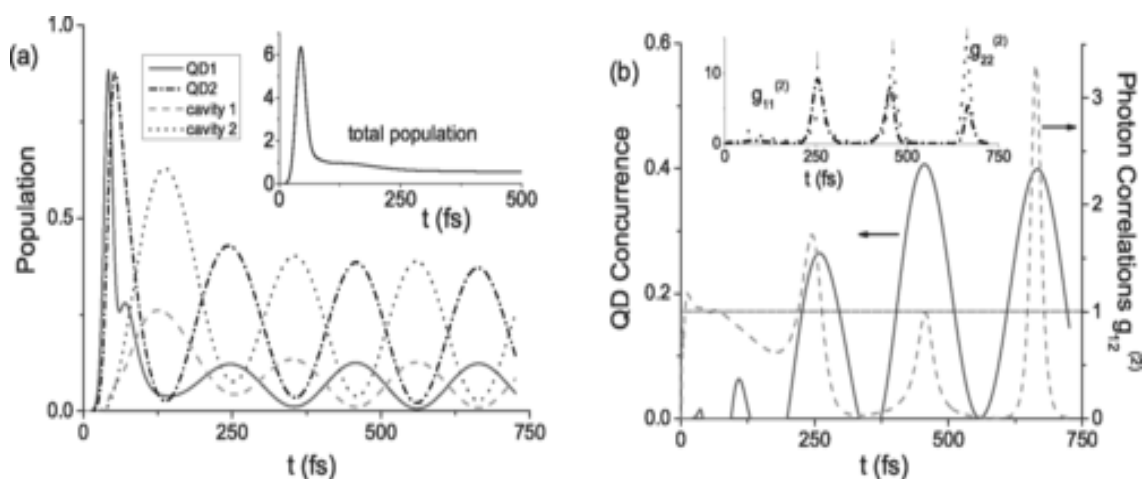 (a)
1.0
0.5
0.0
Population
0
250
500
750
t (fs)
QD1
QD2
cavity 1
cavity 2
6
4
2
0
total population
0
250
500
t (fs)
(b)
0.6
0.4
0.2
0.0
QD Concurrence
0
250
500
750
t (fs)
10
0
g11(2)
g22(2)
0
250
500
750
t (fs)
3
2
1
0
Photon Correlations g12(2)